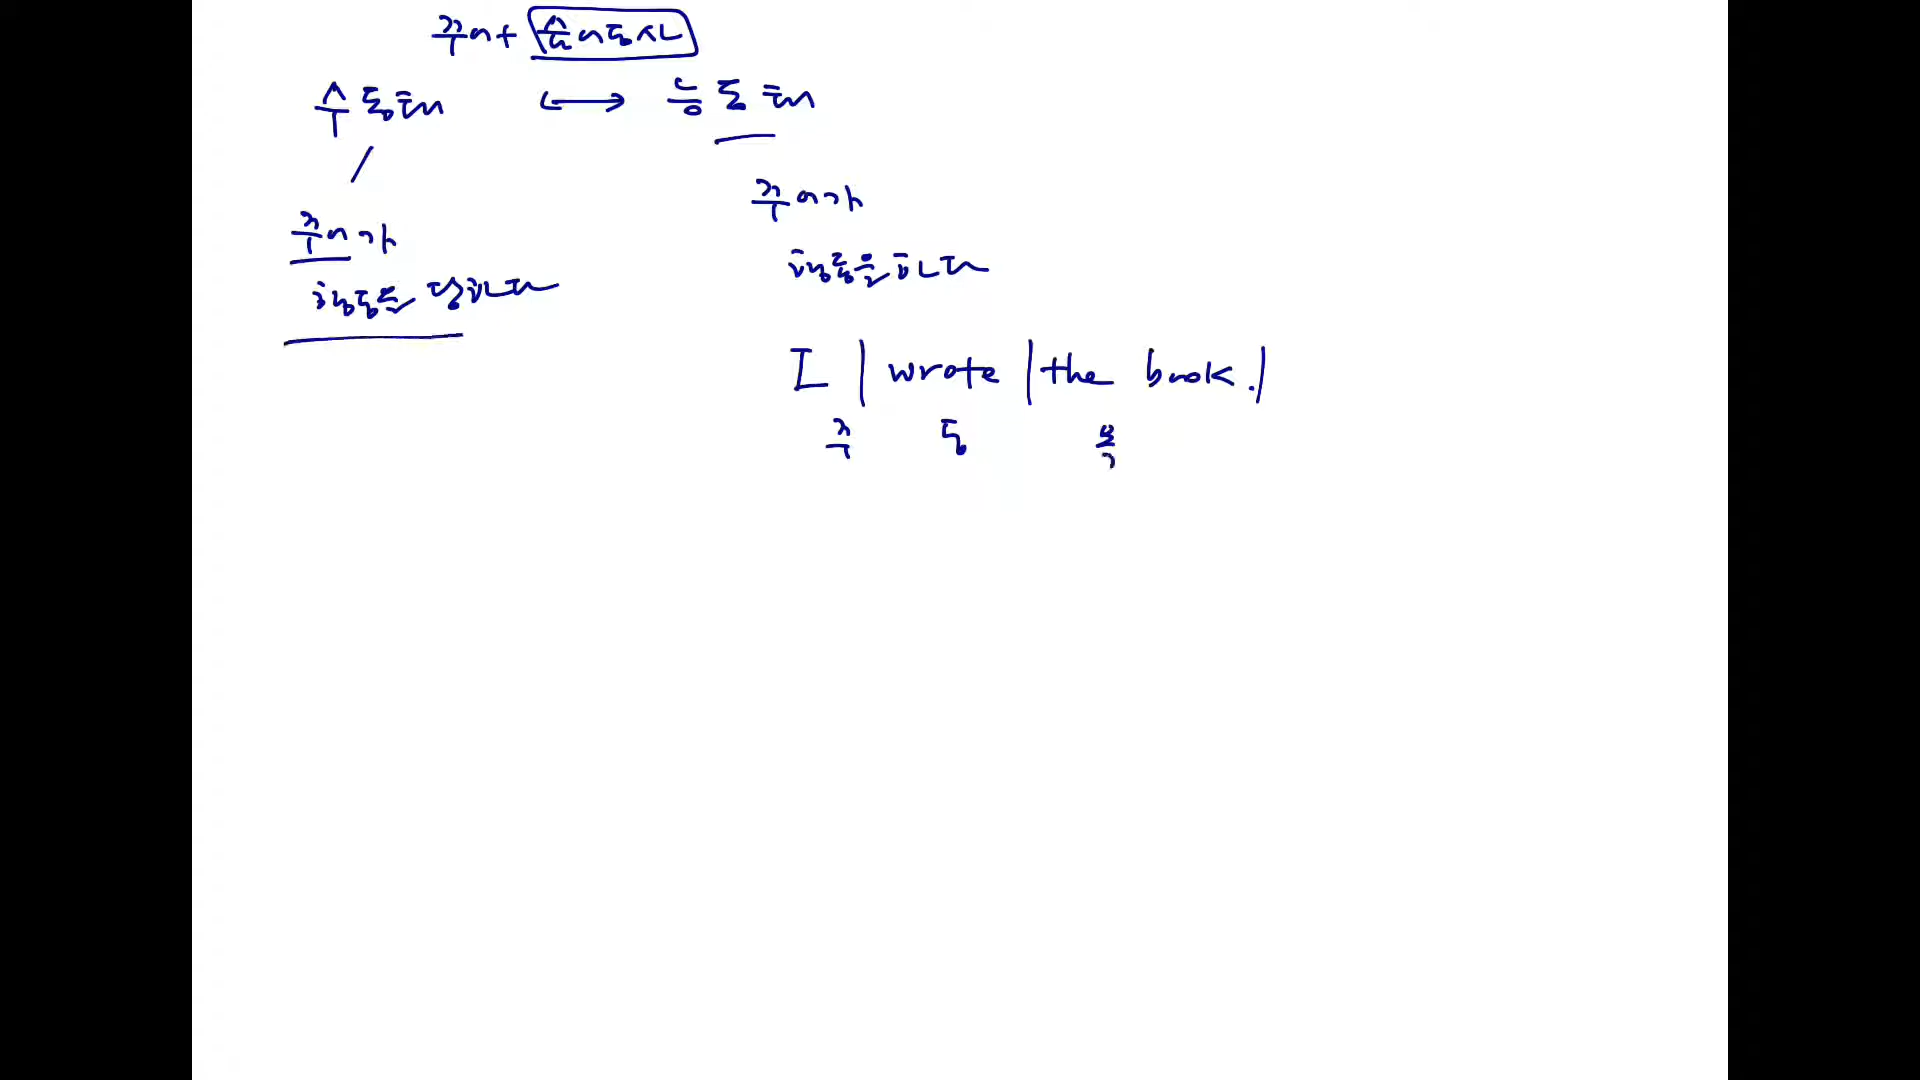 주어+ 술어동사
수동태 ↔ 능동태
주어가
행동을 당하다
주어가
행동을 하다
I | wrote | the book. |
주 동 목